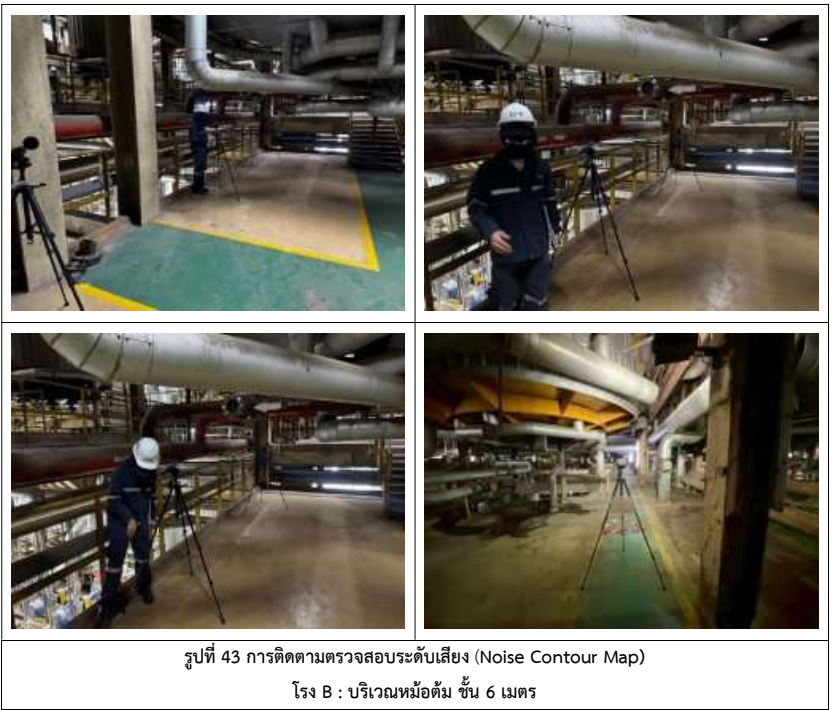 รูปที่ 43 การติดตามตรวจสอบระดับเสียง (Noise Contour Map)
โรง B : บริเวณหม้อต้ม ชั้น 6 เมตร